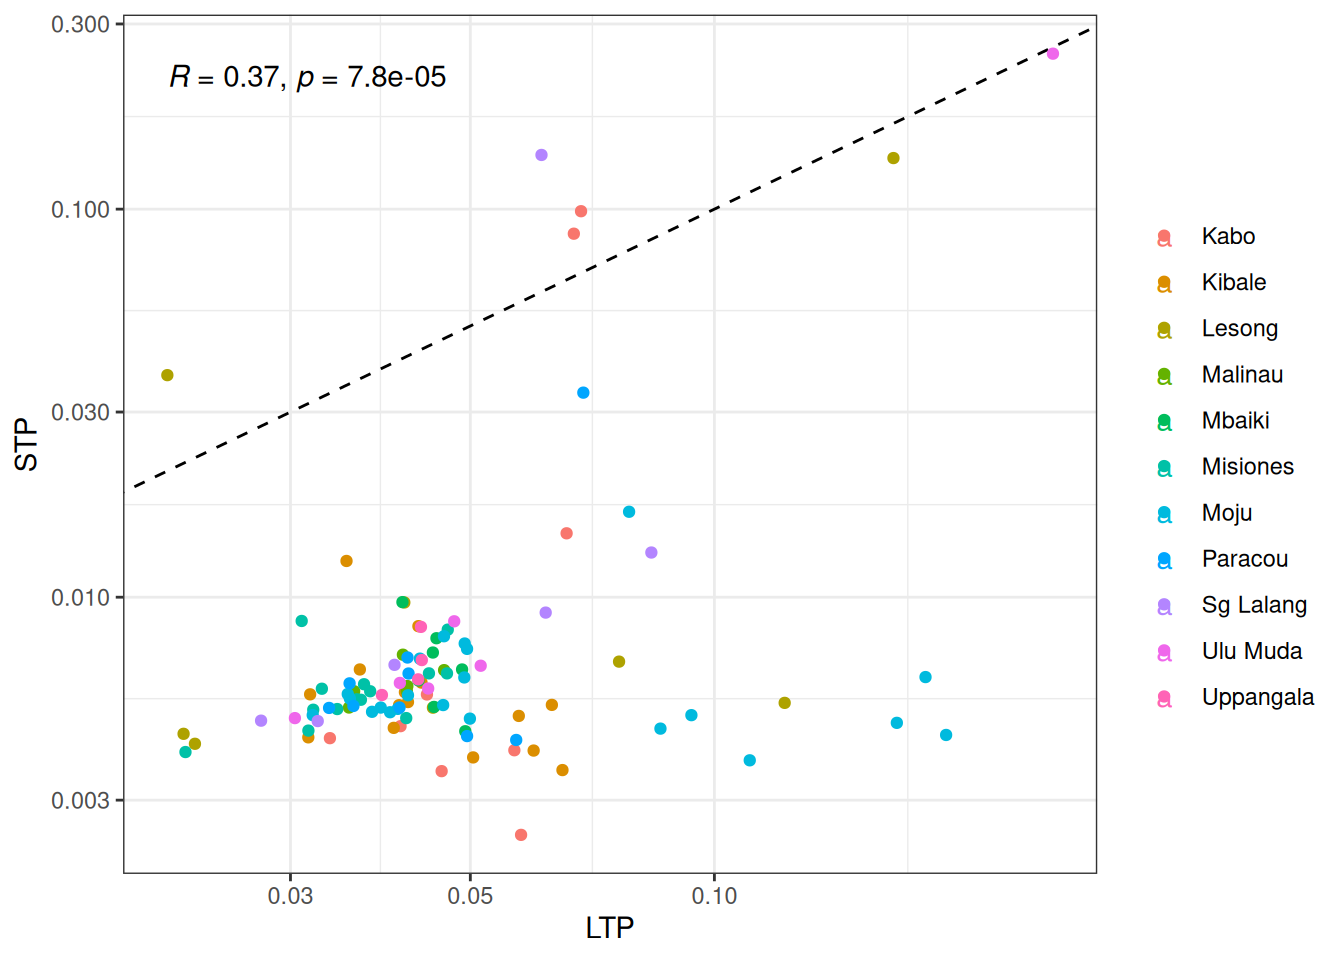 0.300
0.100
0.030
0.010
0.003
STP
R = 0.37, p = 7.8e-05
0.03
0.05
0.10
LTP
a Kabo
a Kibale
a Lesong
a Malinau
a Mbaiki
a Misiones
a Moju
a Paracou
a Sg Lalang
a Ulu Muda
a Uppangala